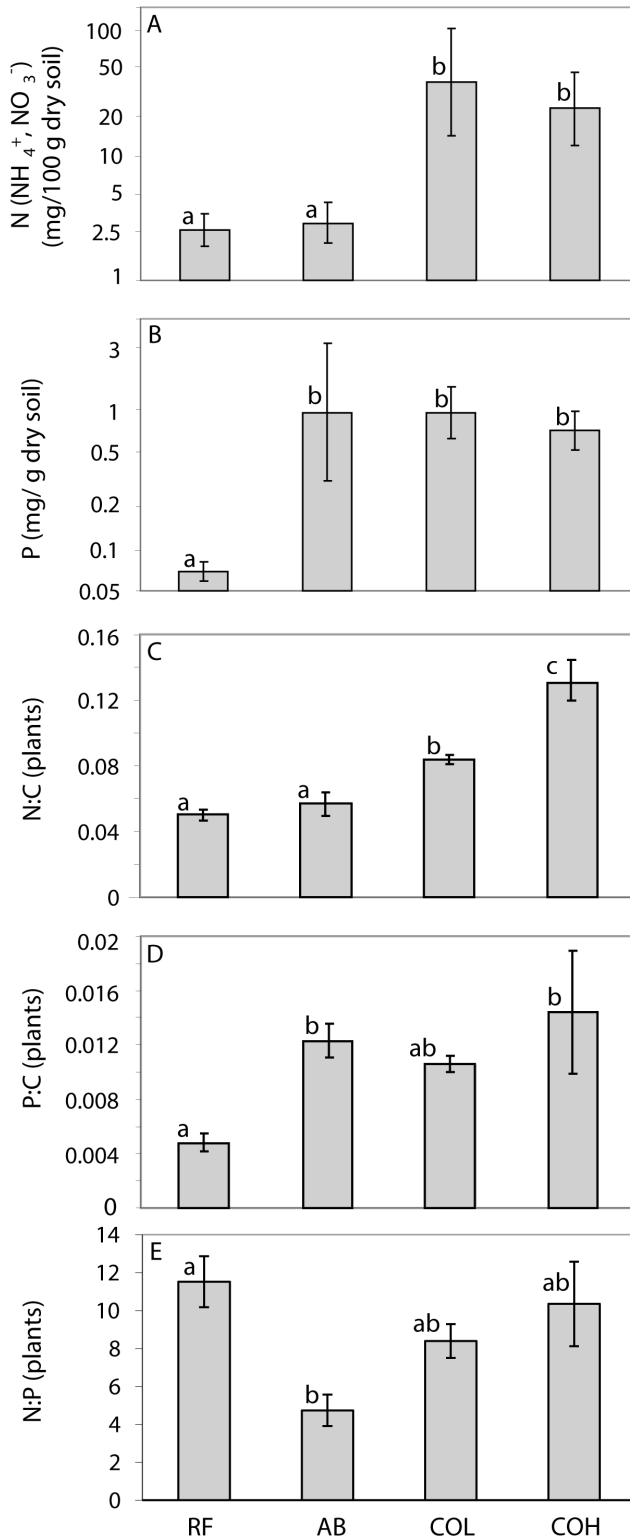 A
N (NH₄⁺, NO₃⁻)
(mg/100 g dry soil)
100
50
20
10
5
2.5
1
a
a
b
b
B
P (mg/ g dry soil)
3
1
0.5
0.2
0.1
0.05
a
b
b
b
C
N:C (plants)
0.16
0.12
0.08
0.04
0
a
a
b
c
D
P:C (plants)
0.02
0.016
0.012
0.008
0.004
0
a
b
ab
b
E
N:P (plants)
14
12
10
8
6
4
2
0
a
b
ab
ab
RF AB COL COH